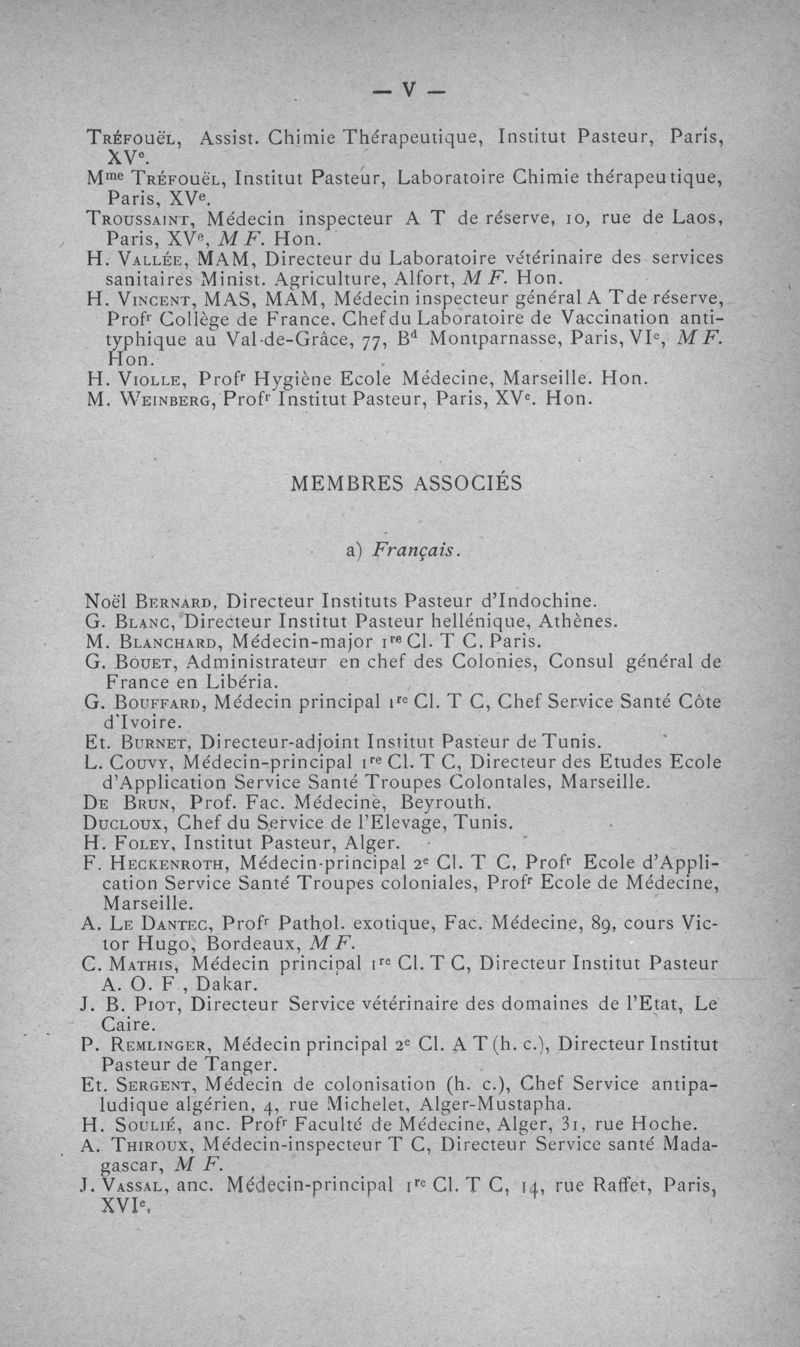 — V —
TRÉFOUËL, Assist. Chimie Thérapeutique, Institut Pasteur, Paris,
XVe.
Mme TRÉFOUËL, Institut Pasteur, Laboratoire Chimie thérapeutique,
Paris, XVe.
TROUSSAINT, Médecin inspecteur A T de réserve, 10, rue de Laos,
Paris, XVe, M F. Hon.
H. VALLÉE, MAM, Directeur du Laboratoire vétérinaire des services
sanitaires Minist. Agriculture, Alfort, M F. Hon.
H. VINCENT, MAS, MAM, Médecin inspecteur général A T de réserve,
Profr Collège de France, Chef du Laboratoire de Vaccination anti-
typhique au Val-de-Grâce, 77, Bd Montparnasse, Paris, VIe, M F.
Hon.
H. VIOLLE, Profr Hygiène Ecole Médecine, Marseille. Hon.
M. WEINBERG, Profr Institut Pasteur, Paris, XVe. Hon.
MEMBRES ASSOCIÉS
a) Français.
Noël BERNARD, Directeur Instituts Pasteur d'Indochine.
G. BLANC, Directeur Institut Pasteur hellénique, Athènes.
M. BLANCHARD, Médecin-major 1re Cl. T C, Paris.
G. BOUET, Administrateur en chef des Colonies, Consul général de
France en Libéria.
G. BOUFFARD, Médecin principal 1re Cl. T C, Chef Service Santé Côte
d'Ivoire.
Et. BURNET, Directeur-adjoint Institut Pasteur de Tunis.
L. COUVY, Médecin-principal 1re Cl. T C, Directeur des Etudes Ecole
d'Application Service Santé Troupes Colontales, Marseille.
DE BRUN, Prof. Fac. Médecine, Beyrouth.
DUCLOUX, Chef du Service de l'Elevage, Tunis.
H. FOLEY, Institut Pasteur, Alger.
F. HECKENROTH, Médecin-principal 2e Cl. T C, Profr Ecole d'Appli-
cation Service Santé Troupes coloniales, Profr Ecole de Médecine,
Marseille.
A. LE DANTEC, Profr Pathol. exotique, Fac. Médecine, 89, cours Vic-
tor Hugo, Bordeaux, M F.
C. MATHIS, Médecin principal 1re Cl. T C, Directeur Institut Pasteur
A. O. F., Dakar.
J. B. PIOT, Directeur Service vétérinaire des domaines de l'Etat, Le
Caire.
P. REMLINGER, Médecin principal 2e Cl. A T (h. c.), Directeur Institut
Pasteur de Tanger.
Et. SERGENT, Médecin de colonisation (h. c.), Chef Service antipa-
ludique algérien, 4, rue Michelet, Alger-Mustapha.
H. SOULIÉ, anc. Profr Faculté de Médecine, Alger, 31, rue Hoche.
A. THIROUX, Médecin-inspecteur T C, Directeur Service santé Mada-
gascar, M F.
J. VASSAL, anc. Médecin-principal 1re Cl. T C, 14, rue Raffet, Paris,
XVIe.